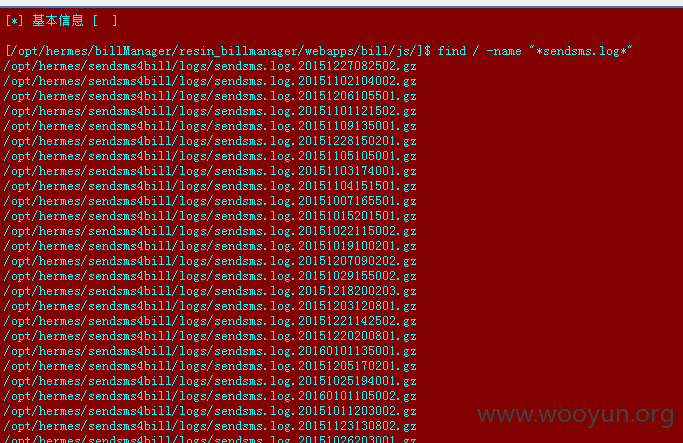 [*] 基本信息 [  ]
[/opt/hermes/billManager/resin_billmanager/webapps/bill/js/]$ find / -name "*sendsms.log*"
/opt/hermes/sendsms4bill/logs/sendsms.log.20151227082502.gz
/opt/hermes/sendsms4bill/logs/sendsms.log.20151102104002.gz
/opt/hermes/sendsms4bill/logs/sendsms.log.20151206105501.gz
/opt/hermes/sendsms4bill/logs/sendsms.log.20151101121502.gz
/opt/hermes/sendsms4bill/logs/sendsms.log.20151109135001.gz
/opt/hermes/sendsms4bill/logs/sendsms.log.20151228150201.gz
/opt/hermes/sendsms4bill/logs/sendsms.log.20151105105001.gz
/opt/hermes/sendsms4bill/logs/sendsms.log.20151103174001.gz
/opt/hermes/sendsms4bill/logs/sendsms.log.20151104151501.gz
/opt/hermes/sendsms4bill/logs/sendsms.log.20151007165501.gz
/opt/hermes/sendsms4bill/logs/sendsms.log.20151015201501.gz
/opt/hermes/sendsms4bill/logs/sendsms.log.20151022115002.gz
/opt/hermes/sendsms4bill/logs/sendsms.log.20151019100201.gz
/opt/hermes/sendsms4bill/logs/sendsms.log.20151207090202.gz
/opt/hermes/sendsms4bill/logs/sendsms.log.20151029155002.gz
/opt/hermes/sendsms4bill/logs/sendsms.log.20151218200203.gz
/opt/hermes/sendsms4bill/logs/sendsms.log.20151203120801.gz
/opt/hermes/sendsms4bill/logs/sendsms.log.20151221142502.gz
/opt/hermes/sendsms4bill/logs/sendsms.log.20151220200801.gz
/opt/hermes/sendsms4bill/logs/sendsms.log.20160101135001.gz
/opt/hermes/sendsms4bill/logs/sendsms.log.20151205170201.gz
/opt/hermes/sendsms4bill/logs/sendsms.log.20151025194001.gz
/opt/hermes/sendsms4bill/logs/sendsms.log.20160101105002.gz
/opt/hermes/sendsms4bill/logs/sendsms.log.20151011203002.gz
/opt/hermes/sendsms4bill/logs/sendsms.log.20151123130802.gz
/opt/hermes/sendsms4bill/logs/sendsms.log.20151026203001.gz
www.wooyun.org